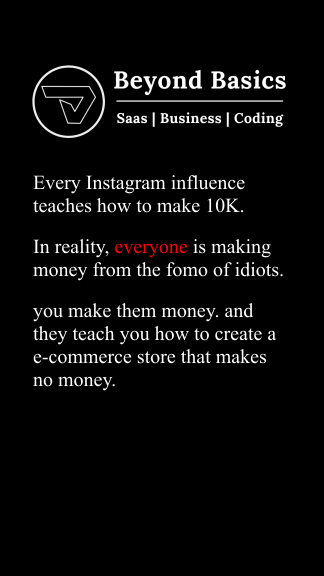 Beyond Basics
Saas | Business | Coding
Every Instagram influence
teaches how to make 10K.
In reality, everyone is making
money from the fomo of idiots.
you make them money. and
they teach you how to create a
e-commerce store that makes
no money.